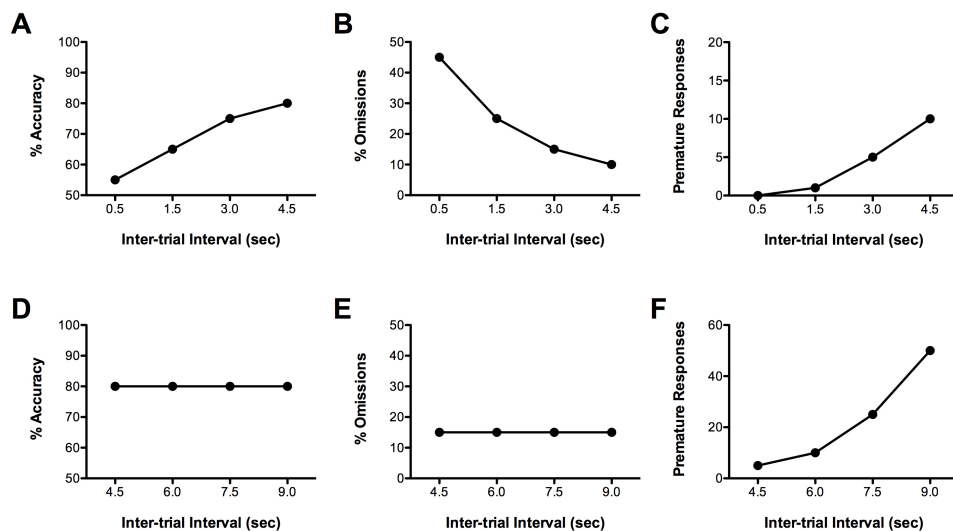 A
% Accuracy
100
90
80
70
60
50
0.5 1.5 3.0 4.5
Inter-trial Interval (sec)
B
% Omissions
50
40
30
20
10
0
0.5 1.5 3.0 4.5
Inter-trial Interval (sec)
C
Premature Responses
20
15
10
5
0
0.5 1.5 3.0 4.5
Inter-trial Interval (sec)
D
% Accuracy
100
90
80
70
60
50
4.5 6.0 7.5 9.0
Inter-trial Interval (sec)
E
% Omissions
50
40
30
20
10
0
4.5 6.0 7.5 9.0
Inter-trial Interval (sec)
F
Premature Responses
60
40
20
0
4.5 6.0 7.5 9.0
Inter-trial Interval (sec)